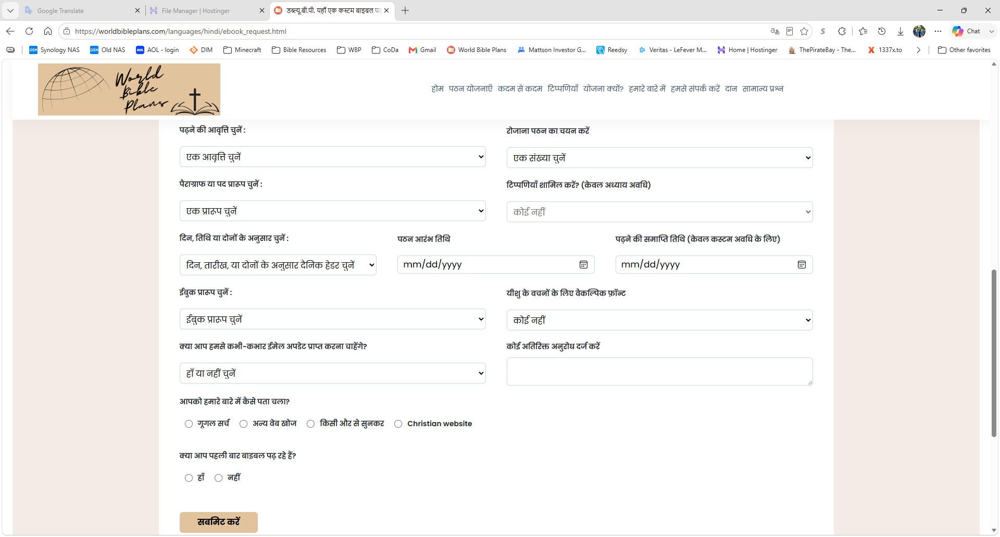 Google Translate
File Manager | Hostinger
डब्ल्यू.बी.पी. यहाँ एक कस्टम बाइबल
https://worldbibleplans.com/languages/hindi/ebook_request.html
Chat
Synology NAS
Old NAS
AOL - login
DIM
Minecraft
Bible Resources
WBP
CoDa
Gmail
World Bible Plans
Mattson Investor G...
Reedsy
Veritas - LeFever M...
Home | Hostinger
ThePirateBay - The...
1337x.to
Other favorites
World
Bible
Plans
होम पठन योजनाएँ कदम से कदम टिप्पणियाँ योजना क्यों? हमारे बारे में हमसे संपर्क करें दान सामान्य प्रश्न
पढ़ने की आवृत्ति चुनें :
रोजाना पठन का चयन करें
एक आवृत्ति चुनें
एक संख्या चुनें
पैराग्राफ या पद प्रारूप चुनें :
टिप्पणियाँ शामिल करें? (केवल अध्याय अवधि)
एक प्रारूप चुनें
कोई नहीं
दिन, तिथि या दोनों के अनुसार चुनें :
पठन आरंभ तिथि
पढ़ने की समाप्ति तिथि (केवल कस्टम अवधि के लिए)
दिन, तारीख, या दोनों के अनुसार दैनिक हेडर चुनें
mm/dd/yyyy
mm/dd/yyyy
ईबुक प्रारूप चुनें :
यीशु के वचनों के लिए वैकल्पिक फ़ॉन्ट
ईबुक प्रारूप चुनें
कोई नहीं
क्या आप हमसे कभी-कभार ईमेल अपडेट प्राप्त करना चाहेंगे?
कोई अतिरिक्त अनुरोध दर्ज करें
हाँ या नहीं चुनें
आपको हमारे बारे में कैसे पता चला?
गूगल सर्च
अन्य वेब खोज
किसी और से सुनकर
Christian website
क्या आप पहली बार बाइबल पढ़ रहे हैं?
हाँ
नहीं
सबमिट करें